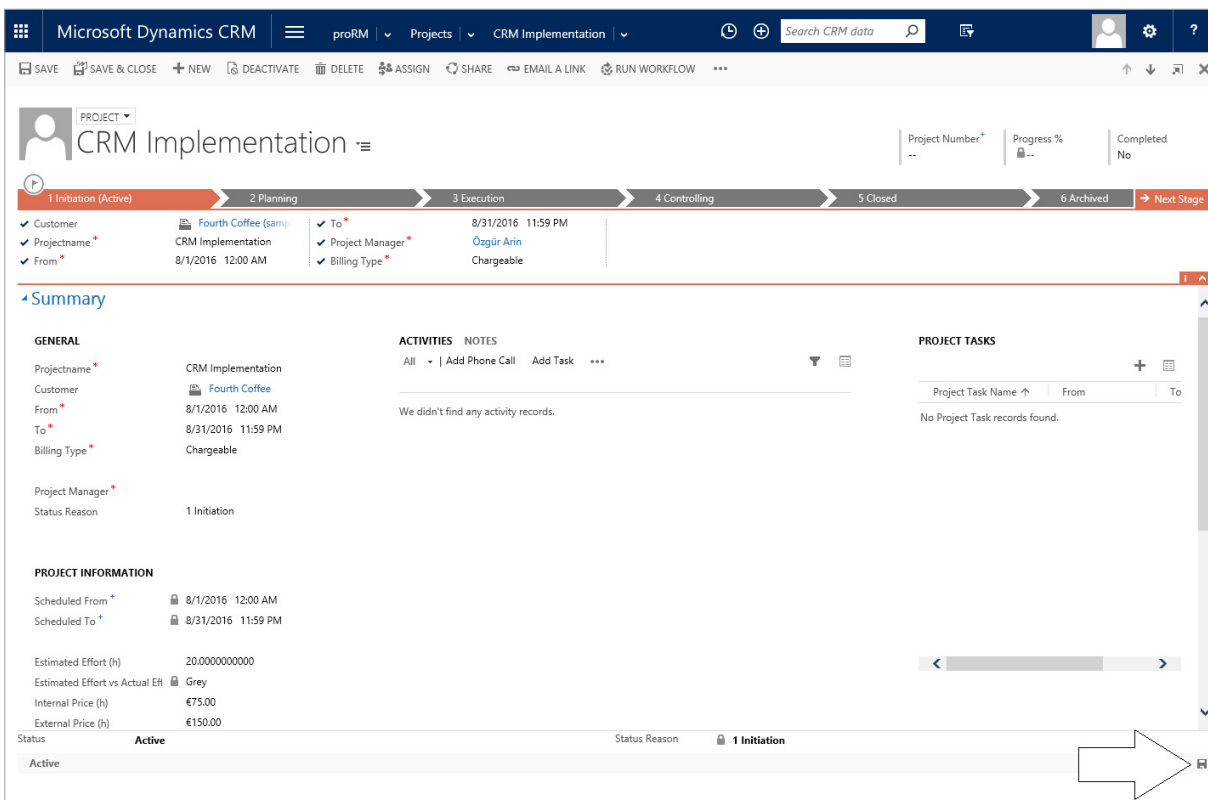 Microsoft Dynamics CRM proRM Projects CRM Implementation Search CRM data ?
SAVE SAVE & CLOSE NEW DEACTIVATE DELETE ASSIGN SHARE EMAIL A LINK RUN WORKFLOW •••
PROJECT
CRM Implementation
Project Number+ Progress % Completed
-- -- No
1 Initiation (Active) 2 Planning 3 Execution 4 Controlling 5 Closed 6 Archived Next Stage
Customer Fourth Coffee (samp To* 8/31/2016 11:59 PM
Projectname* CRM Implementation Project Manager* Özgür Arin
From* 8/1/2016 12:00 AM Billing Type* Chargeable
Summary
GENERAL
Projectname* CRM Implementation
Customer Fourth Coffee
From* 8/1/2016 12:00 AM
To* 8/31/2016 11:59 PM
Billing Type* Chargeable
Project Manager*
Status Reason 1 Initiation
PROJECT INFORMATION
Scheduled From+ 8/1/2016 12:00 AM
Scheduled To+ 8/31/2016 11:59 PM
Estimated Effort (h) 20.0000000000
Estimated Effort vs Actual Eff Grey
Internal Price (h) €75.00
External Price (h) €150.00
ACTIVITIES NOTES
All | Add Phone Call Add Task •••
We didn't find any activity records.
PROJECT TASKS
Project Task Name ↑ From To
No Project Task records found.
Status Active Status Reason 1 Initiation
Active